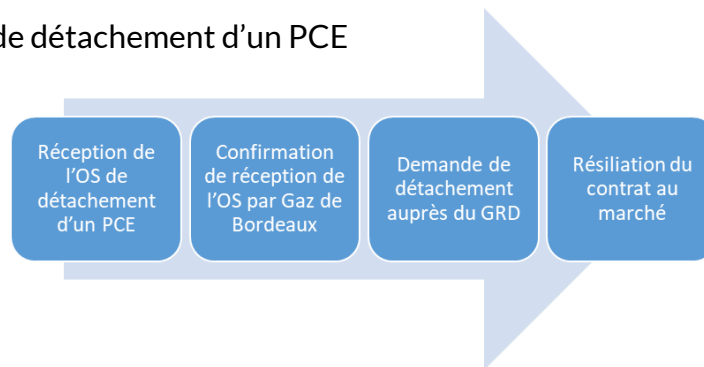 de détachement d’un PCE
Réception de
l’OS de
détachement
d’un PCE
Confirmation
de réception de
l’OS par Gaz de
Bordeaux
Demande de
détachement
auprès du GRD
Résiliation du
contrat au
marché